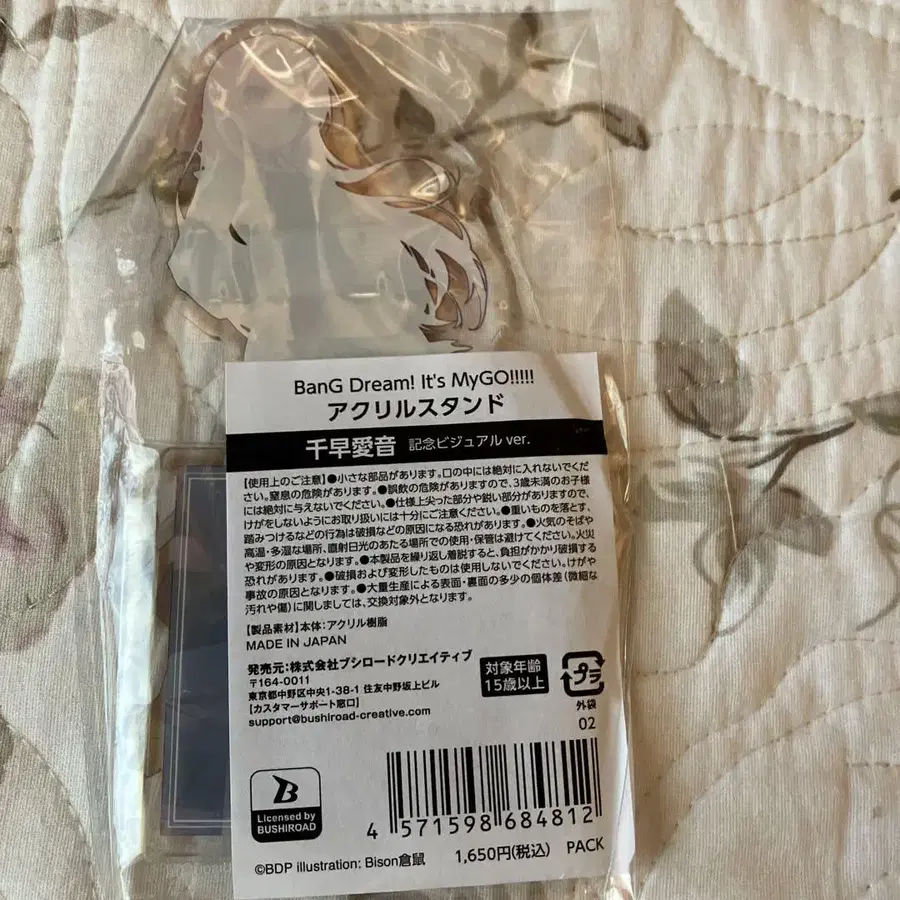 BanG Dream! It's MyGO!!!!!
アクリルスタンド
千早愛音 記念ビジュアル ver.
【使用上のご注意】●小さな部品があります。口の中には絶対に入れないでくだ
さい。窒息の危険があります。●誤飲の危険がありますので、3歳未満のお子様
には絶対に与えないでください。●仕様上尖った部分や鋭い部分がありますので、
けがをしないようにお取り扱いには十分にご注意ください。●重いものを落とす、
踏みつけるなどの行為は破損などの原因になる恐れがあります。●火気のそばや
高温・多湿な場所、直射日光のあたる場所での使用・保管は避けてください。火災
や変形の原因となります。●本製品を繰り返し着脱すると、負担がかかり破損する
恐れがあります。●破損および変形したものは使用しないでください。けがや
事故の原因となります。●大量生産による表面・裏面の多少の個体差(微細な
汚れや傷)に関しましては、交換対象外となります。
【製品素材】本体:アクリル樹脂
MADE IN JAPAN
発売元:株式会社ブシロードクリエイティブ
〒164-0011
東京都中野区中央1-38-1 住友中野坂上ビル
【カスタマーサポート窓口】
support@bushiroad-creative.com
対象年齢
15歳以上
プラ
外袋
02
B
Licensed by
BUSHIROAD
4 571598 684812
1,650円(税込) PACK
©BDP illustration: Bison倉鼠